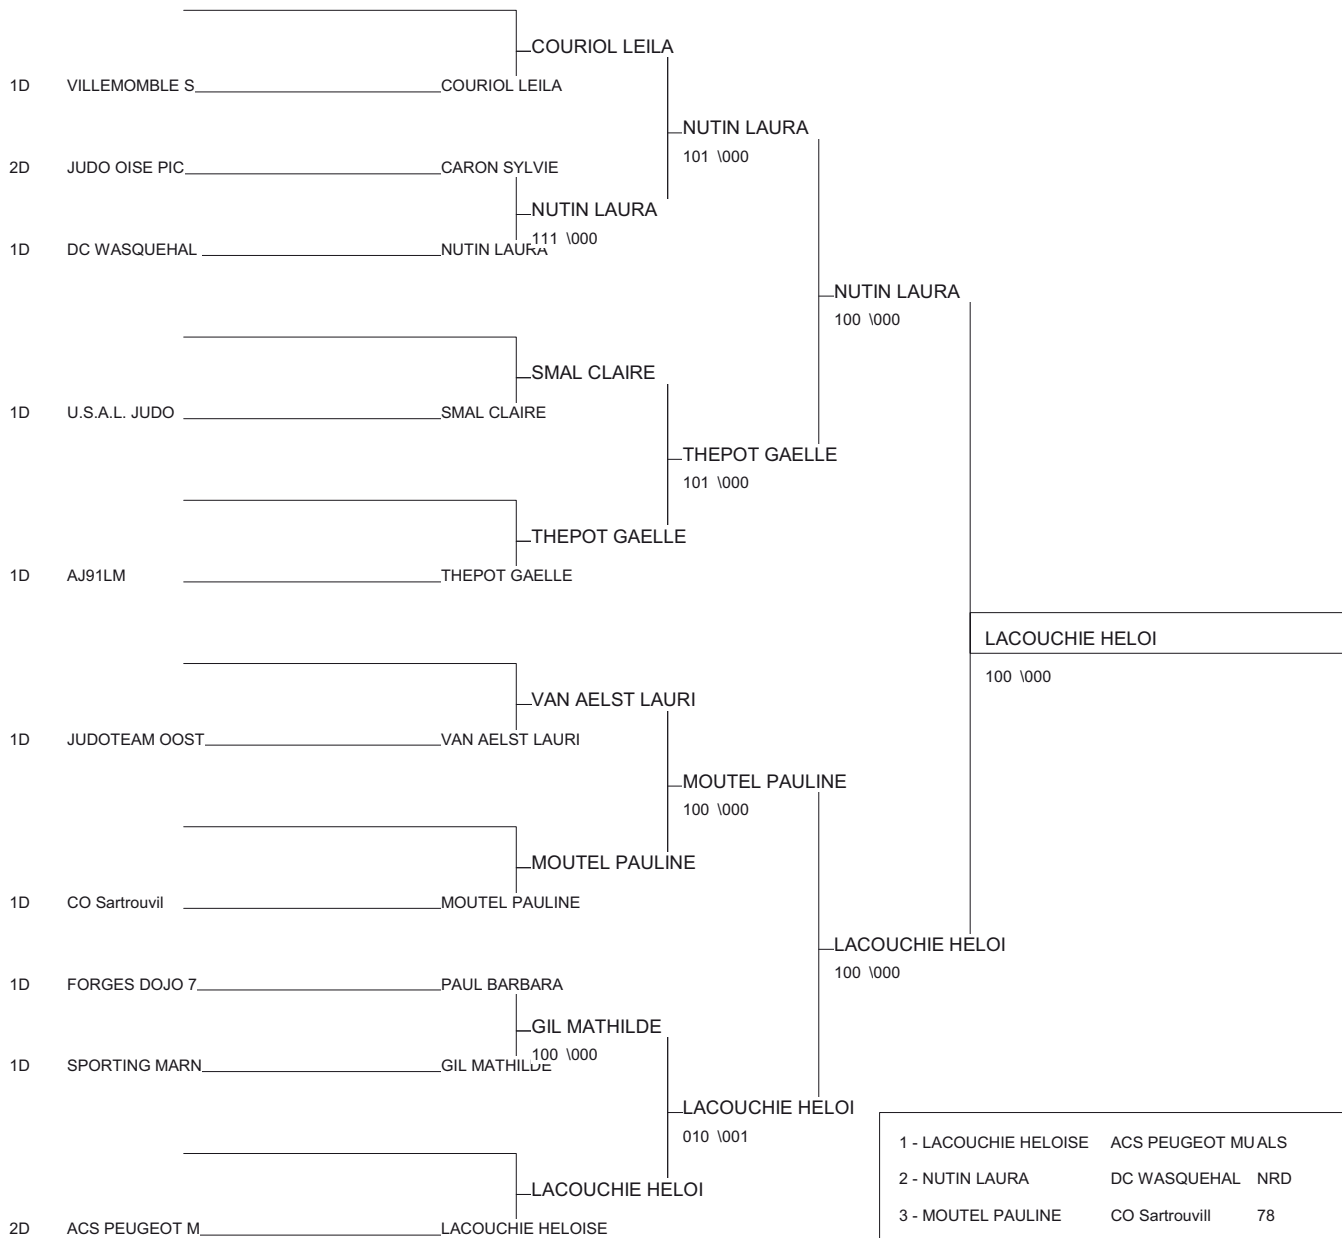 COURIOL LEILA
1D VILLEMOMBLE S COURIOL LEILA
NUTIN LAURA
101 \000
2D JUDO OISE PIC CARON SYLVIE
NUTIN LAURA
111 \000
1D DC WASQUEHAL NUTIN LAURA
NUTIN LAURA
100 \000
SMAL CLAIRE
1D U.S.A.L. JUDO SMAL CLAIRE
THEPOT GAELLE
101 \000
THEPOT GAELLE
1D AJ91LM THEPOT GAELLE
LACOUCHIE HELOI
100 \000
VAN AELST LAURI
1D JUDOTEAM OOST VAN AELST LAURI
MOUTEL PAULINE
100 \000
MOUTEL PAULINE
1D CO Sartrouvil MOUTEL PAULINE
LACOUCHIE HELOI
100 \000
1D FORGES DOJO 7 PAUL BARBARA
GIL MATHILDE
100 \000
1D SPORTING MARN GIL MATHILDE
LACOUCHIE HELOI
010 \001
LACOUCHIE HELOI
2D ACS PEUGEOT M LACOUCHIE HELOISE
1 - LACOUCHIE HELOISE ACS PEUGEOT MU ALS
2 - NUTIN LAURA DC WASQUEHAL NRD
3 - MOUTEL PAULINE CO Sartrouvill 78